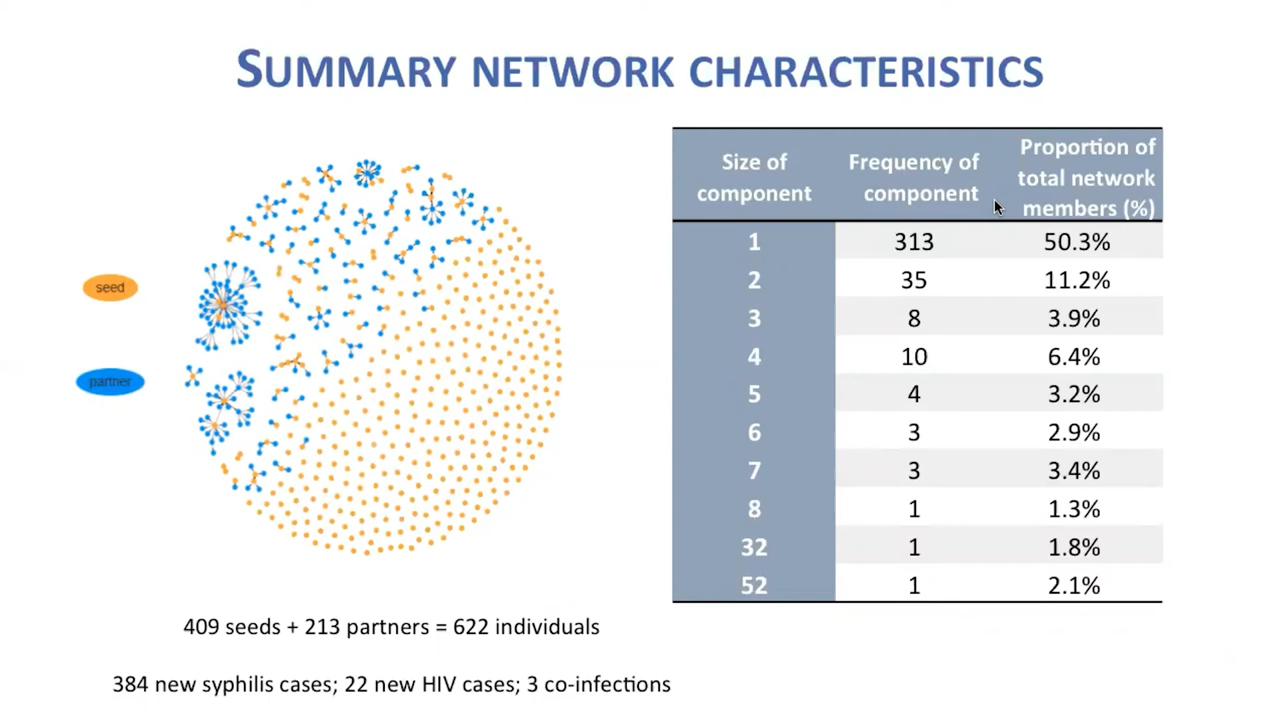 SUMMARY NETWORK CHARACTERISTICS
seed
partner
Size of component Frequency of component Proportion of total network members (%)
1 313 50.3%
2 35 11.2%
3 8 3.9%
4 10 6.4%
5 4 3.2%
6 3 2.9%
7 3 3.4%
8 1 1.3%
32 1 1.8%
52 1 2.1%
409 seeds + 213 partners = 622 individuals
384 new syphilis cases; 22 new HIV cases; 3 co-infections